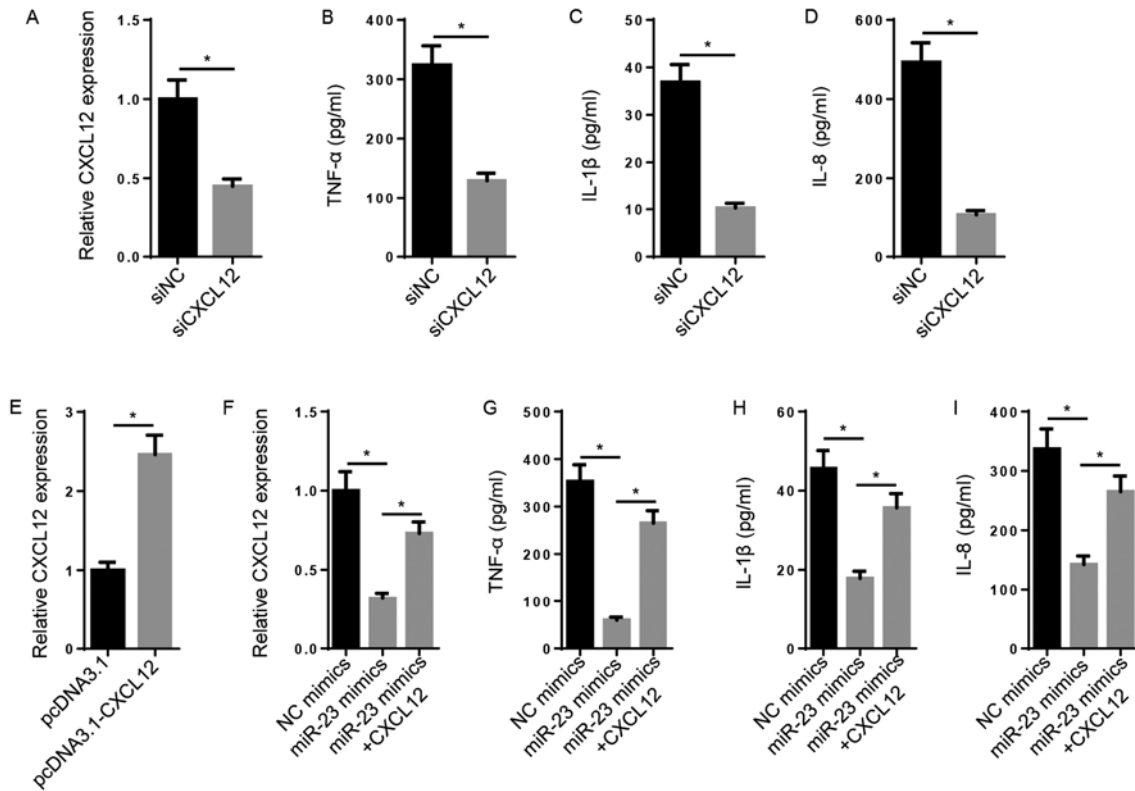 A
Relative CXCL12 expression
1.5
1.0
0.5
0.0
*
siNC
siCXCL12
B
TNF-α (pg/ml)
400
300
200
100
0
*
siNC
siCXCL12
C
IL-1β (pg/ml)
50
40
30
20
10
0
*
siNC
siCXCL12
D
IL-8 (pg/ml)
600
400
200
0
*
siNC
siCXCL12
E
Relative CXCL12 expression
3
2
1
0
*
pcDNA3.1
pcDNA3.1-CXCL12
F
Relative CXCL12 expression
1.5
1.0
0.5
0.0
*
*
NC mimics
miR-23 mimics
miR-23 mimics
+CXCL12
G
TNF-α (pg/ml)
500
400
300
200
100
0
*
*
NC mimics
miR-23 mimics
miR-23 mimics
+CXCL12
H
IL-1β (pg/ml)
60
40
20
0
*
*
NC mimics
miR-23 mimics
miR-23 mimics
+CXCL12
I
IL-8 (pg/ml)
400
300
200
100
0
*
*
NC mimics
miR-23 mimics
miR-23 mimics
+CXCL12